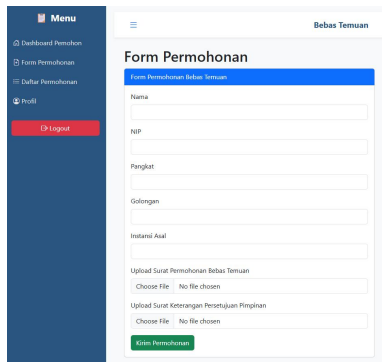 Menu
Dashboard Pemohon
Form Permohonan
Daftar Permohonan
Profil
Logout
Bebas Temuan
Form Permohonan
Form Permohonan Bebas Temuan
Nama
NIP
Pangkat
Golongan
Instansi Asal
Upload Surat Permohonan Bebas Temuan
Choose File No file chosen
Upload Surat Keterangan Persetujuan Pimpinan
Choose File No file chosen
Kirim Permohonan